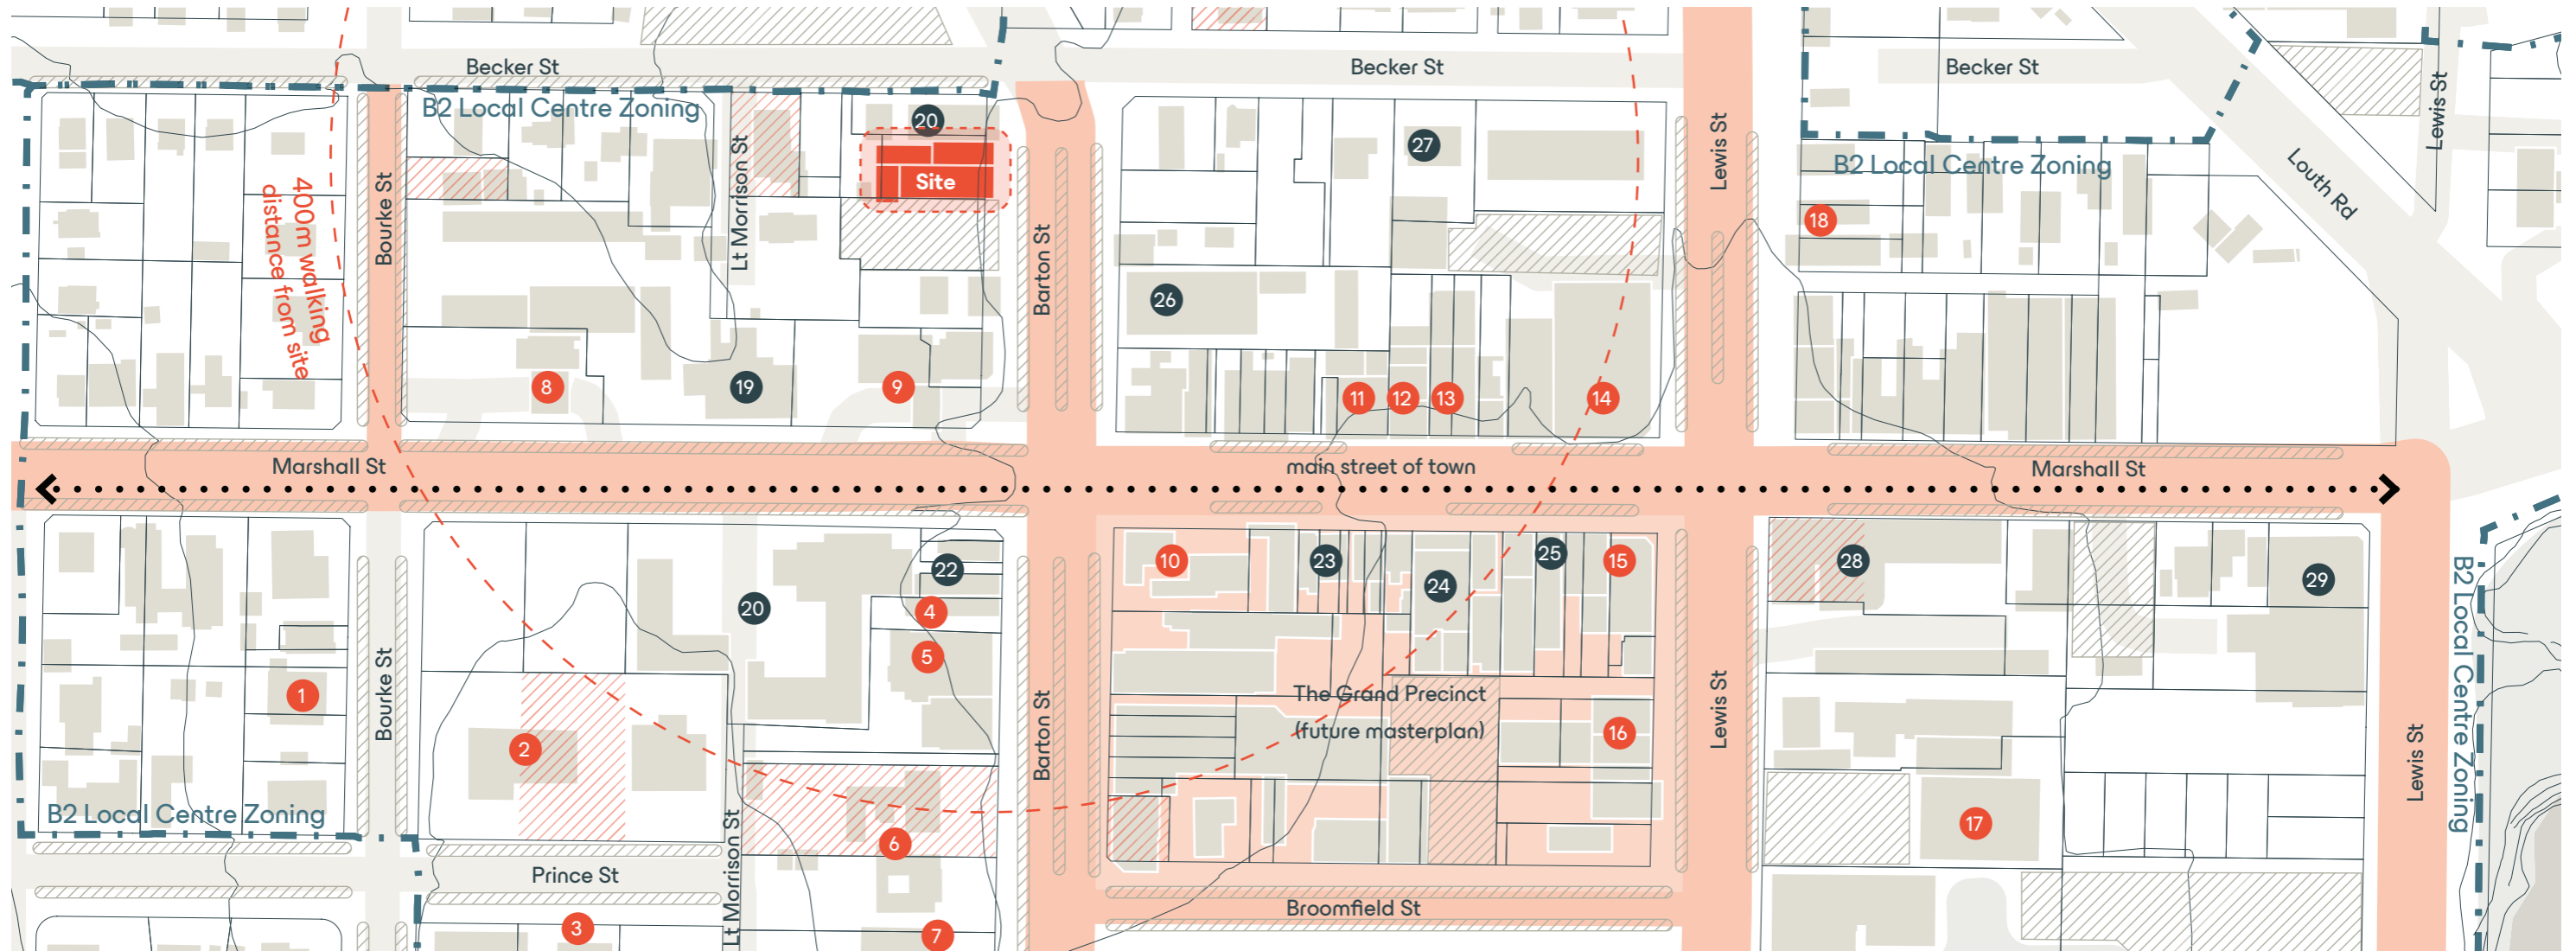 Becker St
Becker St
Becker St
B2 Local Centre Zoning
20
27
Lt Morrison St
Lewis St
Lewis St
B2 Local Centre Zoning
Louth Rd
400m walking
distance from site
Bourke St
Site
18
Barton St
26
8
19
9
11
12
13
14
Marshall St
main street of town
Marshall St
22
10
23
24
25
15
28
29
20
4
5
1
2
Bourke St
Barton St
The Grand Precinct
(future masterplan)
16
Lewis St
Lewis St
B2 Local Centre Zoning
B2 Local Centre Zoning
6
17
Prince St
Lt Morrison St
Broomfield St
3
7